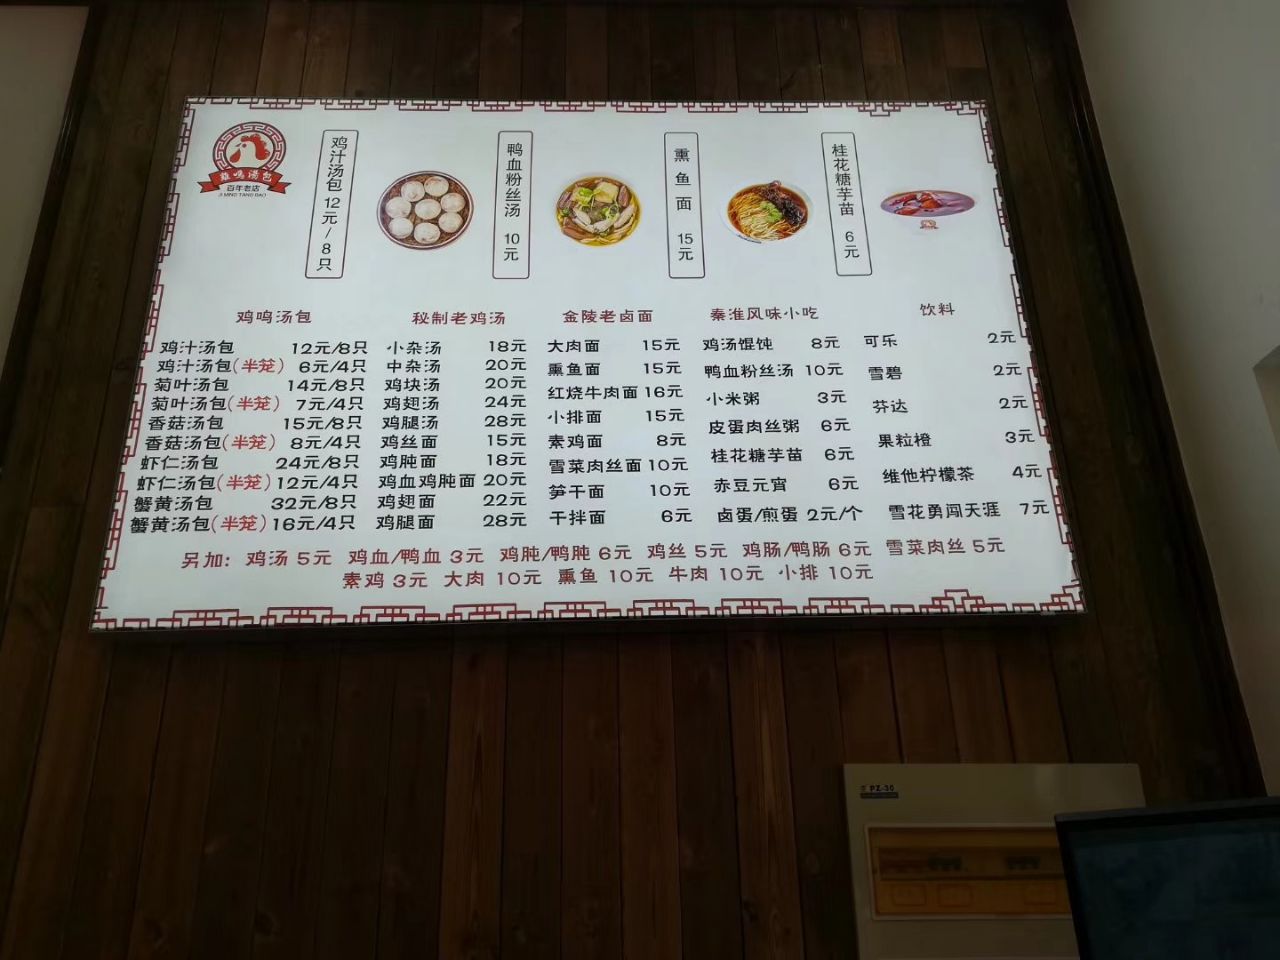 雞鸣汤包
百年老店
JI MING TANG BAO
鸡汁汤包 12元/8只
鸭血粉丝汤 10元
熏鱼面 15元
桂花糖芋苗 6元
鸡鸣汤包
鸡汁汤包 12元/8只
鸡汁汤包(半笼) 6元/4只
菊叶汤包 14元/8只
菊叶汤包(半笼) 7元/4只
香菇汤包 15元/8只
香菇汤包(半笼) 8元/4只
虾仁汤包 24元/8只
虾仁汤包(半笼) 12元/4只
蟹黄汤包 32元/8只
蟹黄汤包(半笼) 16元/4只
秘制老鸡汤
小杂汤 18元
中杂汤 20元
鸡块汤 20元
鸡翅汤 24元
鸡腿汤 28元
鸡丝面 15元
鸡肫面 18元
鸡血鸡肫面 20元
鸡翅面 22元
鸡腿面 28元
金陵老卤面
大肉面 15元
熏鱼面 15元
红烧牛肉面 16元
小排面 15元
素鸡面 8元
雪菜肉丝面 10元
笋干面 10元
干拌面 6元
秦淮风味小吃
鸡汤馄饨 8元
鸭血粉丝汤 10元
小米粥 3元
皮蛋肉丝粥 6元
桂花糖芋苗 6元
赤豆元宵 6元
卤蛋/煎蛋 2元/个
饮料
可乐 2元
雪碧 2元
芬达 2元
果粒橙 3元
维他柠檬茶 4元
雪花勇闯天涯 7元
另加: 鸡汤 5元 鸡血/鸭血 3元 鸡肫/鸭肫 6元 鸡丝 5元 鸡肠/鸭肠 6元 雪菜肉丝 5元
素鸡 3元 大肉 10元 熏鱼 10元 牛肉 10元 小排 10元
PZ-30